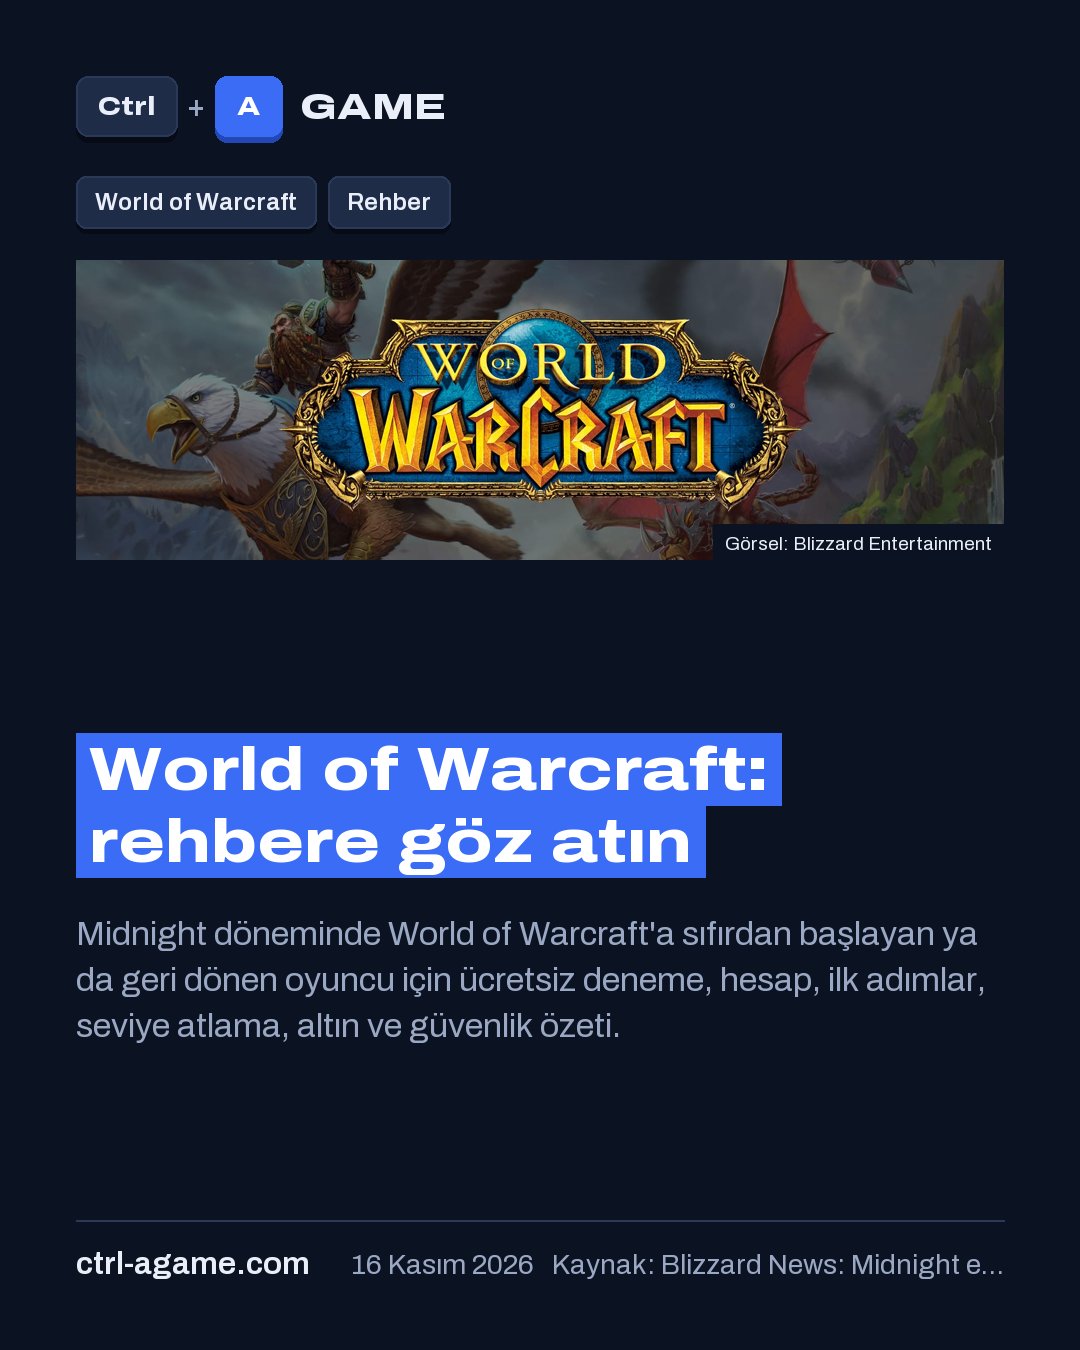 Ctrl + A GAME
World of Warcraft Rehber
WORLD OF
WARCRAFT
Görsel: Blizzard Entertainment
World of Warcraft:
rehbere göz atın
Midnight döneminde World of Warcraft'a sıfırdan başlayan ya
da geri dönen oyuncu için ücretsiz deneme, hesap, ilk adımlar,
seviye atlama, altın ve güvenlik özeti.
ctrl-agame.com 16 Kasım 2026 Kaynak: Blizzard News: Midnight e...